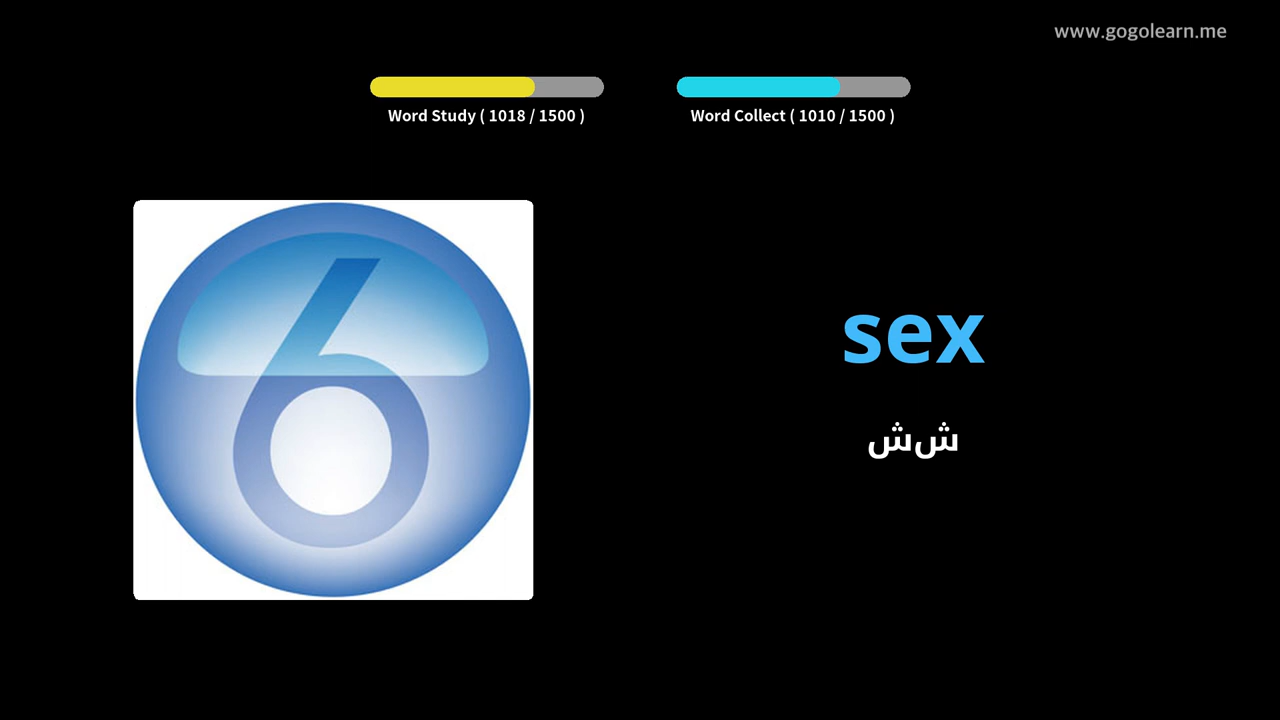 www.gogolearn.me
Word Study ( 1018 / 1500 )
Word Collect ( 1010 / 1500 )
6
sex
شش